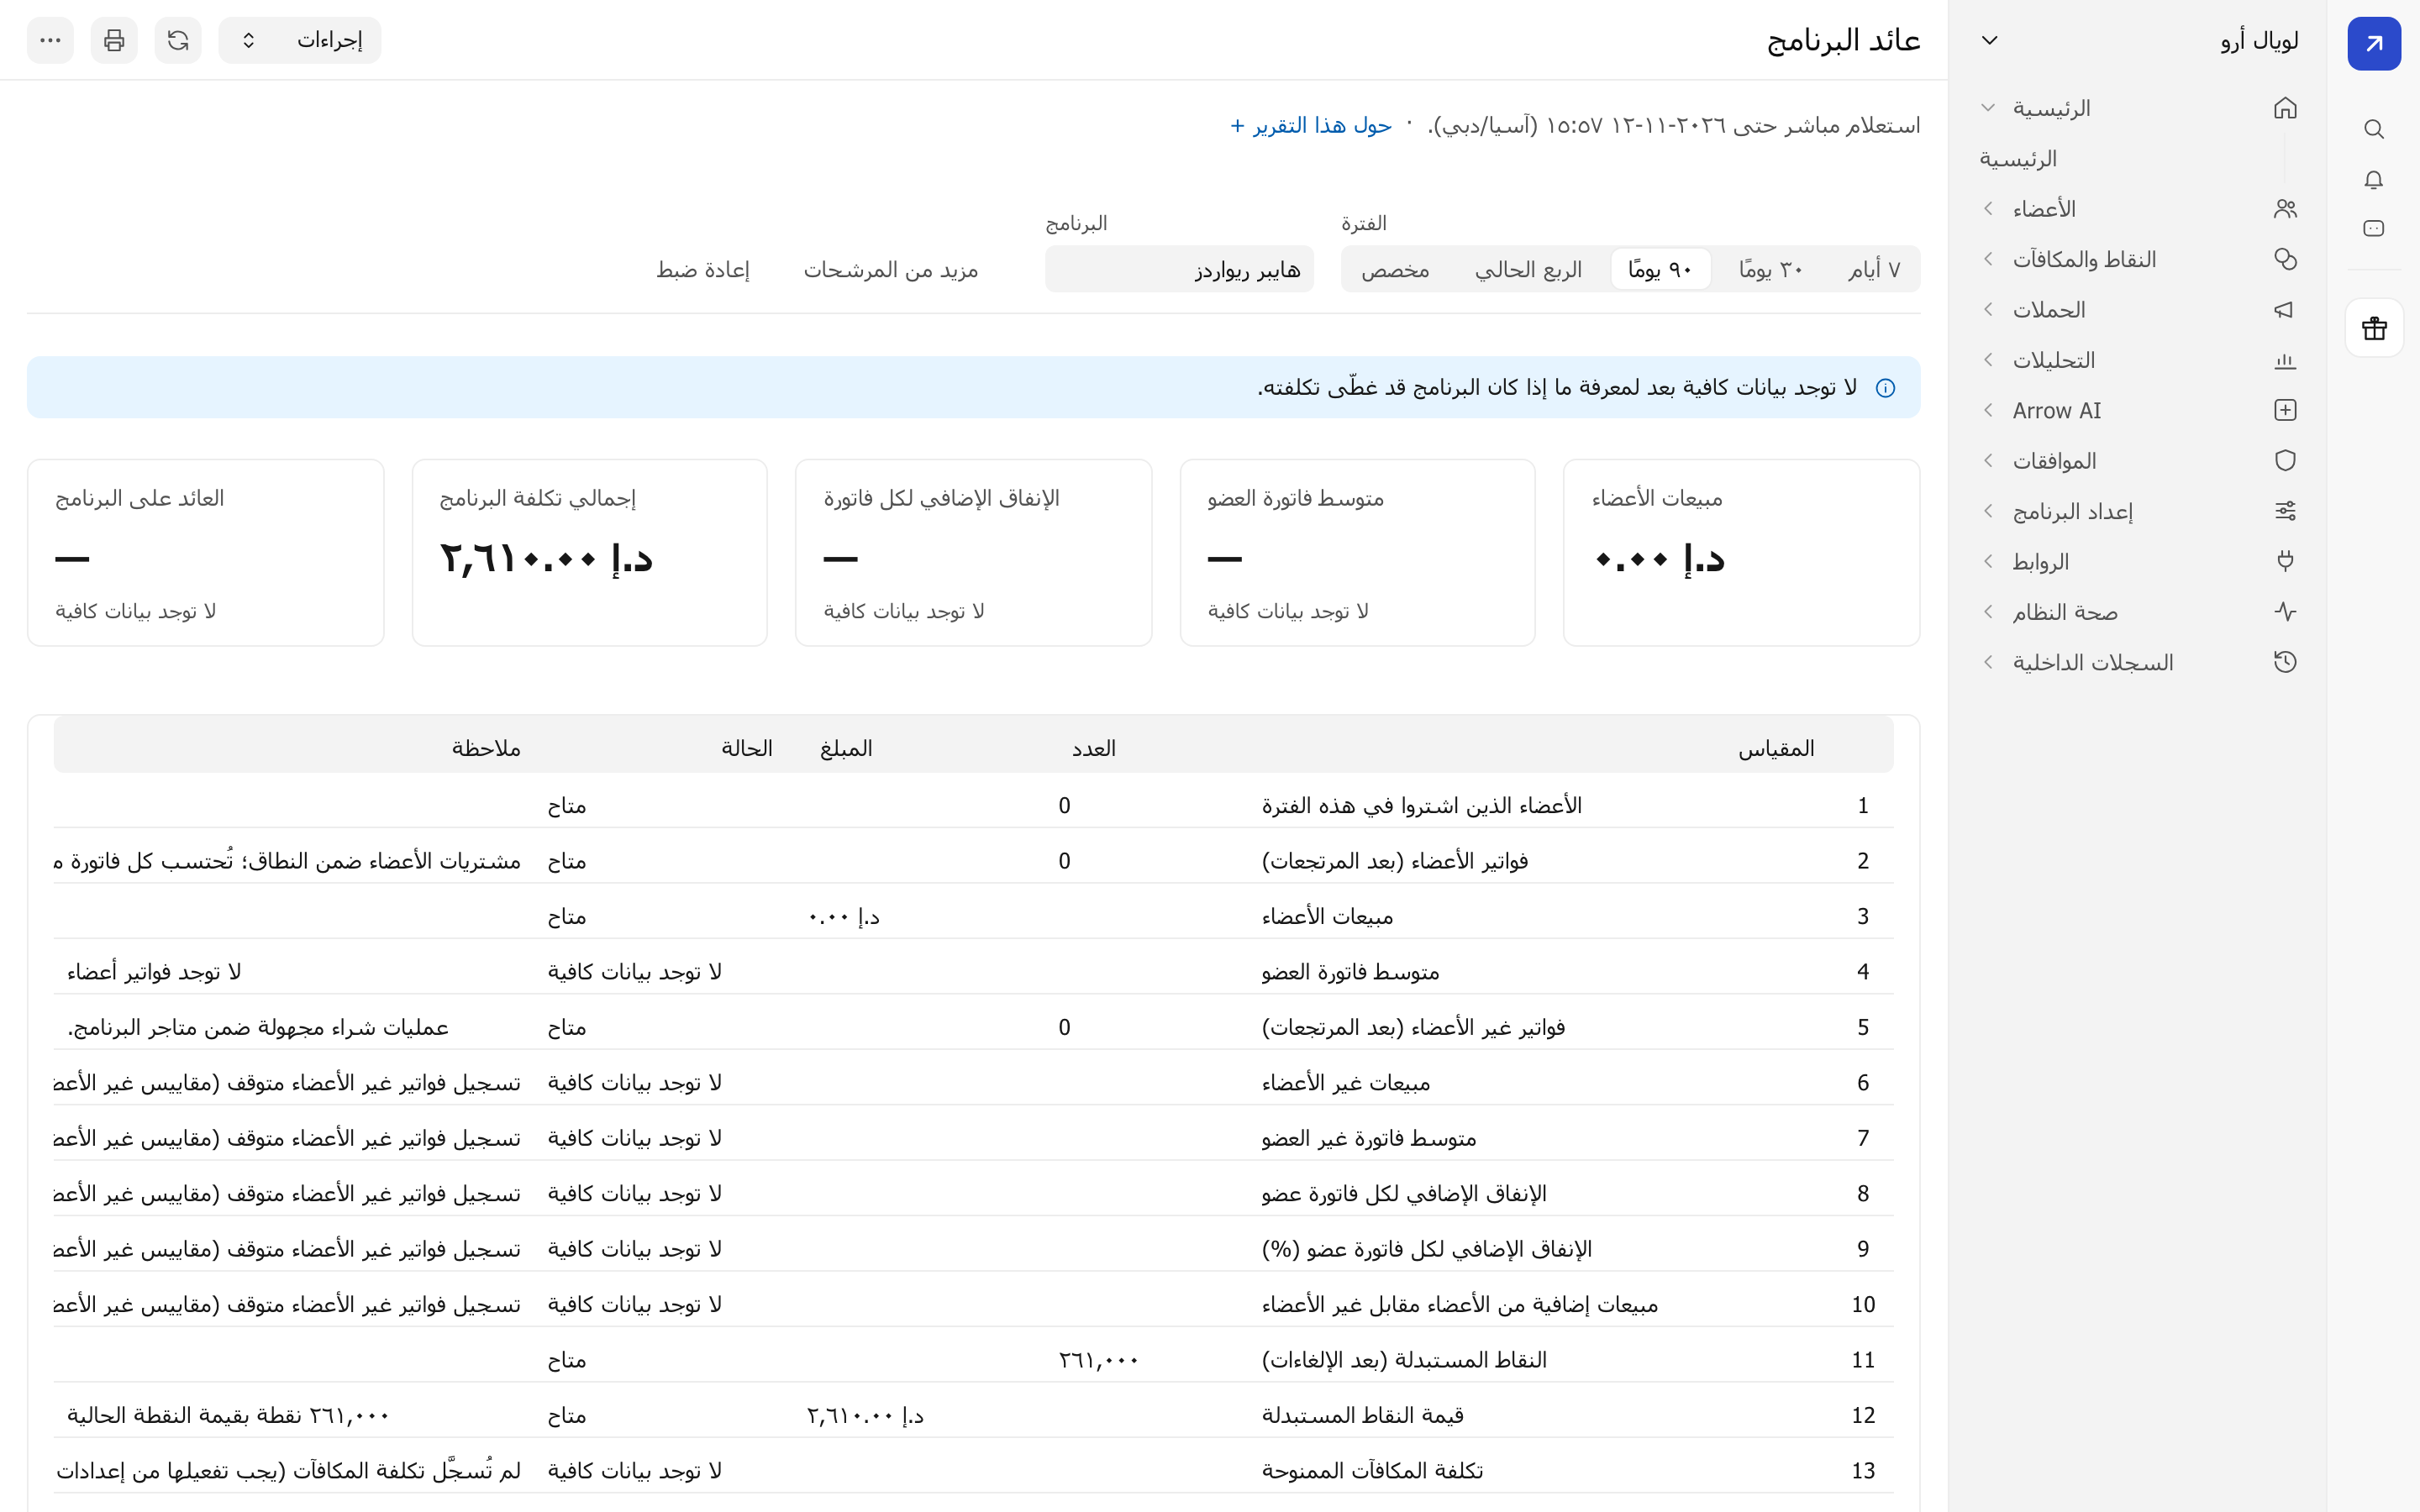 لويال أرو
الرئيسية
الرئيسية
الأعضاء
النقاط والمكافآت
الحملات
التحليلات
Arrow AI
الموافقات
إعداد البرنامج
الروابط
صحة النظام
السجلات الداخلية
عائد البرنامج
إجراءات
استعلام مباشر حتى ٢٠٢٦-١١-١٢ ١٥:٥٧ (آسيا/دبي). · حول هذا التقرير +
الفترة
٧ أيام ٣٠ يومًا ٩٠ يومًا الربع الحالي مخصص
البرنامج
هايبر ريواردز
مزيد من المرشحات
إعادة ضبط
لا توجد بيانات كافية بعد لمعرفة ما إذا كان البرنامج قد غطّى تكلفته.
مبيعات الأعضاء
د.إ ٠.٠٠
متوسط فاتورة العضو
—
لا توجد بيانات كافية
الإنفاق الإضافي لكل فاتورة
—
لا توجد بيانات كافية
إجمالي تكلفة البرنامج
د.إ ٢,٦١٠.٠٠
العائد على البرنامج
—
لا توجد بيانات كافية
المقياس العدد المبلغ الحالة ملاحظة
1 الأعضاء الذين اشتروا في هذه الفترة 0 متاح
2 فواتير الأعضاء (بعد المرتجعات) 0 متاح مشتريات الأعضاء ضمن النطاق؛ تُحتسب كل فاتورة
3 مبيعات الأعضاء د.إ ٠.٠٠ متاح
4 متوسط فاتورة العضو لا توجد بيانات كافية لا توجد فواتير أعضاء
5 فواتير غير الأعضاء (بعد المرتجعات) 0 متاح عمليات شراء مجهولة ضمن متاجر البرنامج.
6 مبيعات غير الأعضاء لا توجد بيانات كافية تسجيل فواتير غير الأعضاء متوقف (مقاييس غير
7 متوسط فاتورة غير العضو لا توجد بيانات كافية تسجيل فواتير غير الأعضاء متوقف (مقاييس غير
8 الإنفاق الإضافي لكل فاتورة عضو لا توجد بيانات كافية تسجيل فواتير غير الأعضاء متوقف (مقاييس غير
9 الإنفاق الإضافي لكل فاتورة عضو (%) لا توجد بيانات كافية تسجيل فواتير غير الأعضاء متوقف (مقاييس غير
10 مبيعات إضافية من الأعضاء مقابل غير الأعضاء لا توجد بيانات كافية تسجيل فواتير غير الأعضاء متوقف (مقاييس غير
11 النقاط المستبدلة (بعد الإلغاءات) ٢٦١,٠٠٠ متاح
12 قيمة النقاط المستبدلة د.إ ٢,٦١٠.٠٠ متاح ٢٦١,٠٠٠ نقطة بقيمة النقطة الحالية
13 تكلفة المكافآت الممنوحة لا توجد بيانات كافية لم تُسجَّل تكلفة المكافآت (يجب تفعيلها من إعدادات